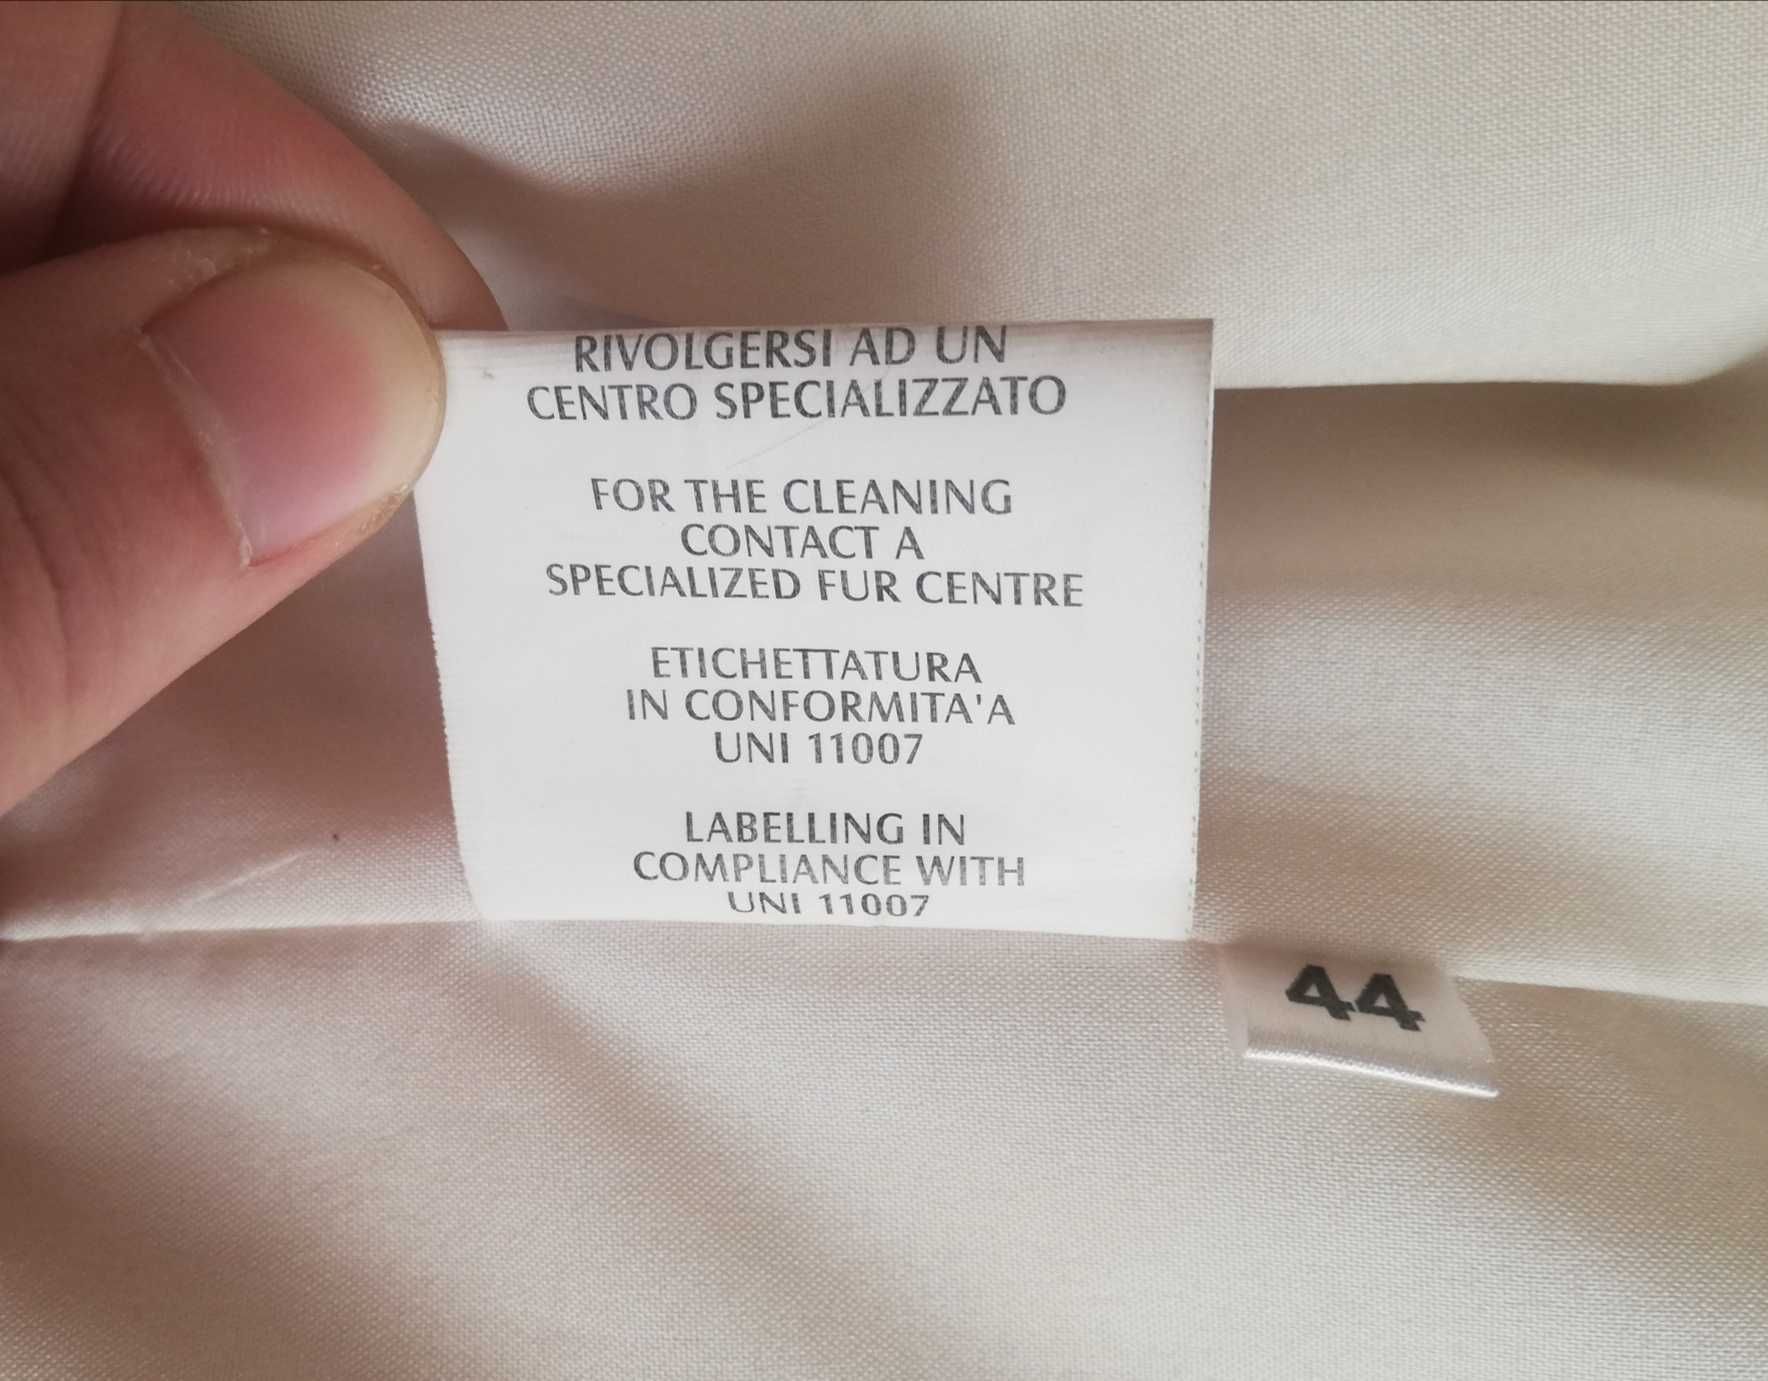 RIVOLGERSI AD UN
CENTRO SPECIALIZZATO
FOR THE CLEANING
CONTACT A
SPECIALIZED FUR CENTRE
ETICHETTATURA
IN CONFORMITA'A
UNI 11007
LABELLING IN
COMPLIANCE WITH
UNI 11007
44